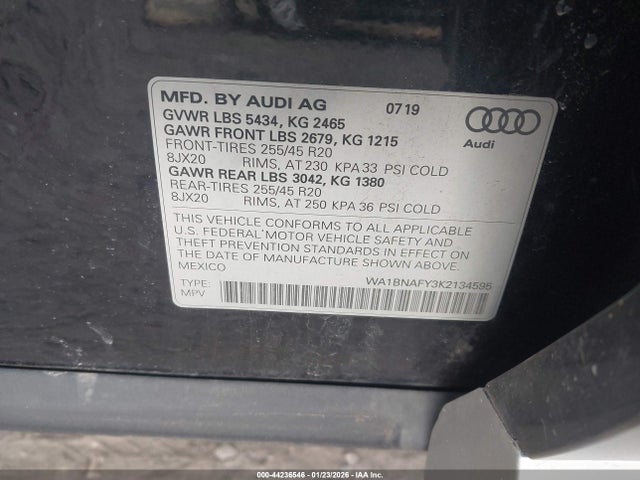 MFD. BY AUDI AG 0719
GVWR LBS 5434, KG 2465
GAWR FRONT LBS 2679, KG 1215
FRONT-TIRES 255/45 R20
8JX20 RIMS, AT 230 KPA 33 PSI COLD
GAWR REAR LBS 3042, KG 1380
REAR-TIRES 255/45 R20
8JX20 RIMS, AT 250 KPA 36 PSI COLD
Audi
THIS VEHICLE CONFORMS TO ALL APPLICABLE
U.S. FEDERAL MOTOR VEHICLE SAFETY AND
THEFT PREVENTION STANDARDS IN EFFECT ON
THE DATE OF MANUFACTURE SHOWN ABOVE.
MEXICO
WA1BNAFY3K2134595
TYPE:
MPV
000-44236546 01/23/2026 IAA Inc.